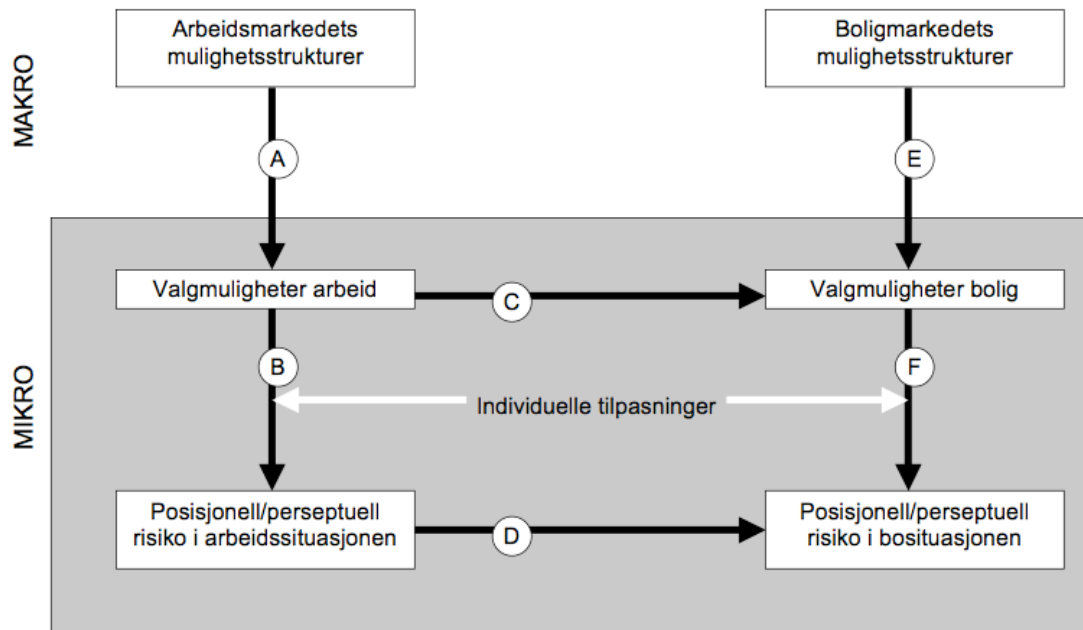 MAKRO
Arbeidsmarkedets
mulighetsstrukturer
Boligmarkedets
mulighetsstrukturer
A
E
MIKRO
Valgmuligheter arbeid
C
Valgmuligheter bolig
B
F
Individuelle tilpasninger
Posisjonell/perseptuell
risiko i arbeidssituasjonen
D
Posisjonell/perseptuell
risiko i bosituasjonen